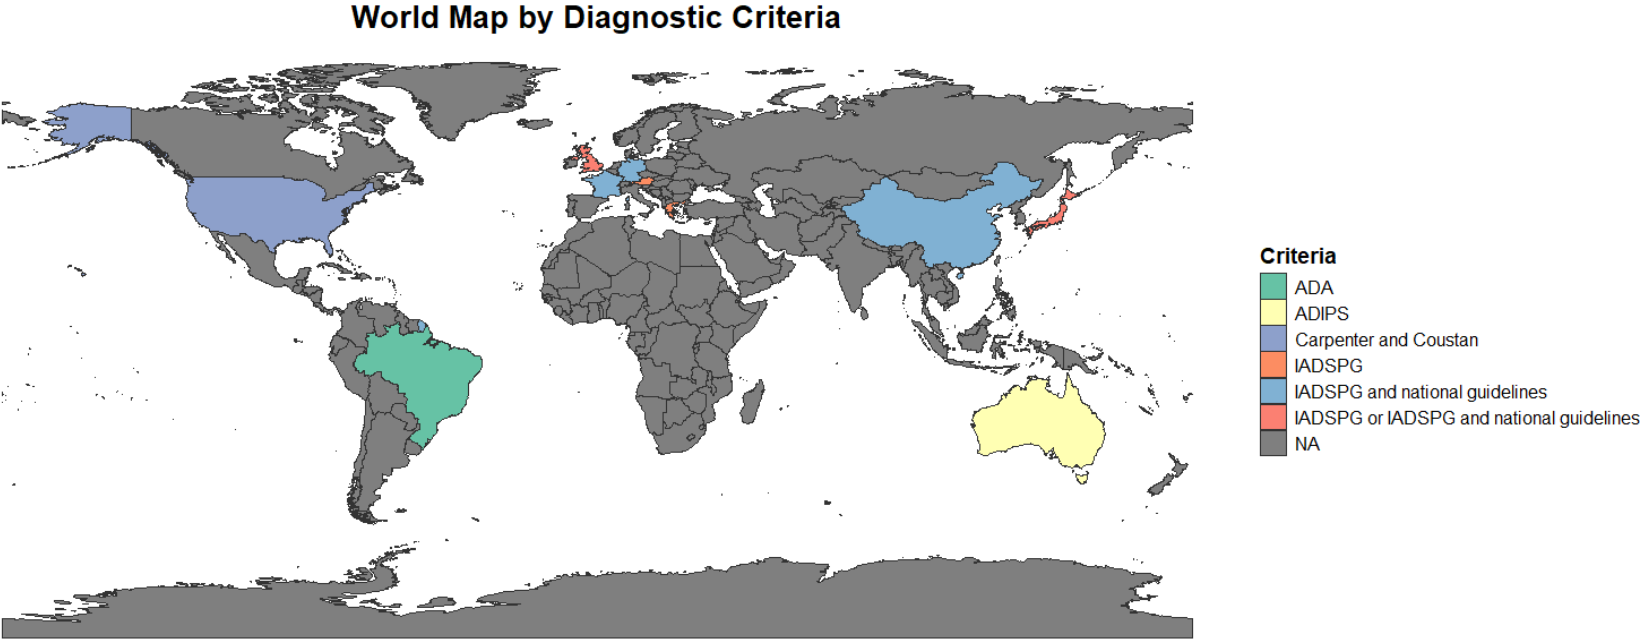 World Map by Diagnostic Criteria
Criteria
ADA
ADIPS
Carpenter and Coustan
IADSPG
IADSPG and national guidelines
IADSPG or IADSPG and national guidelines
NA